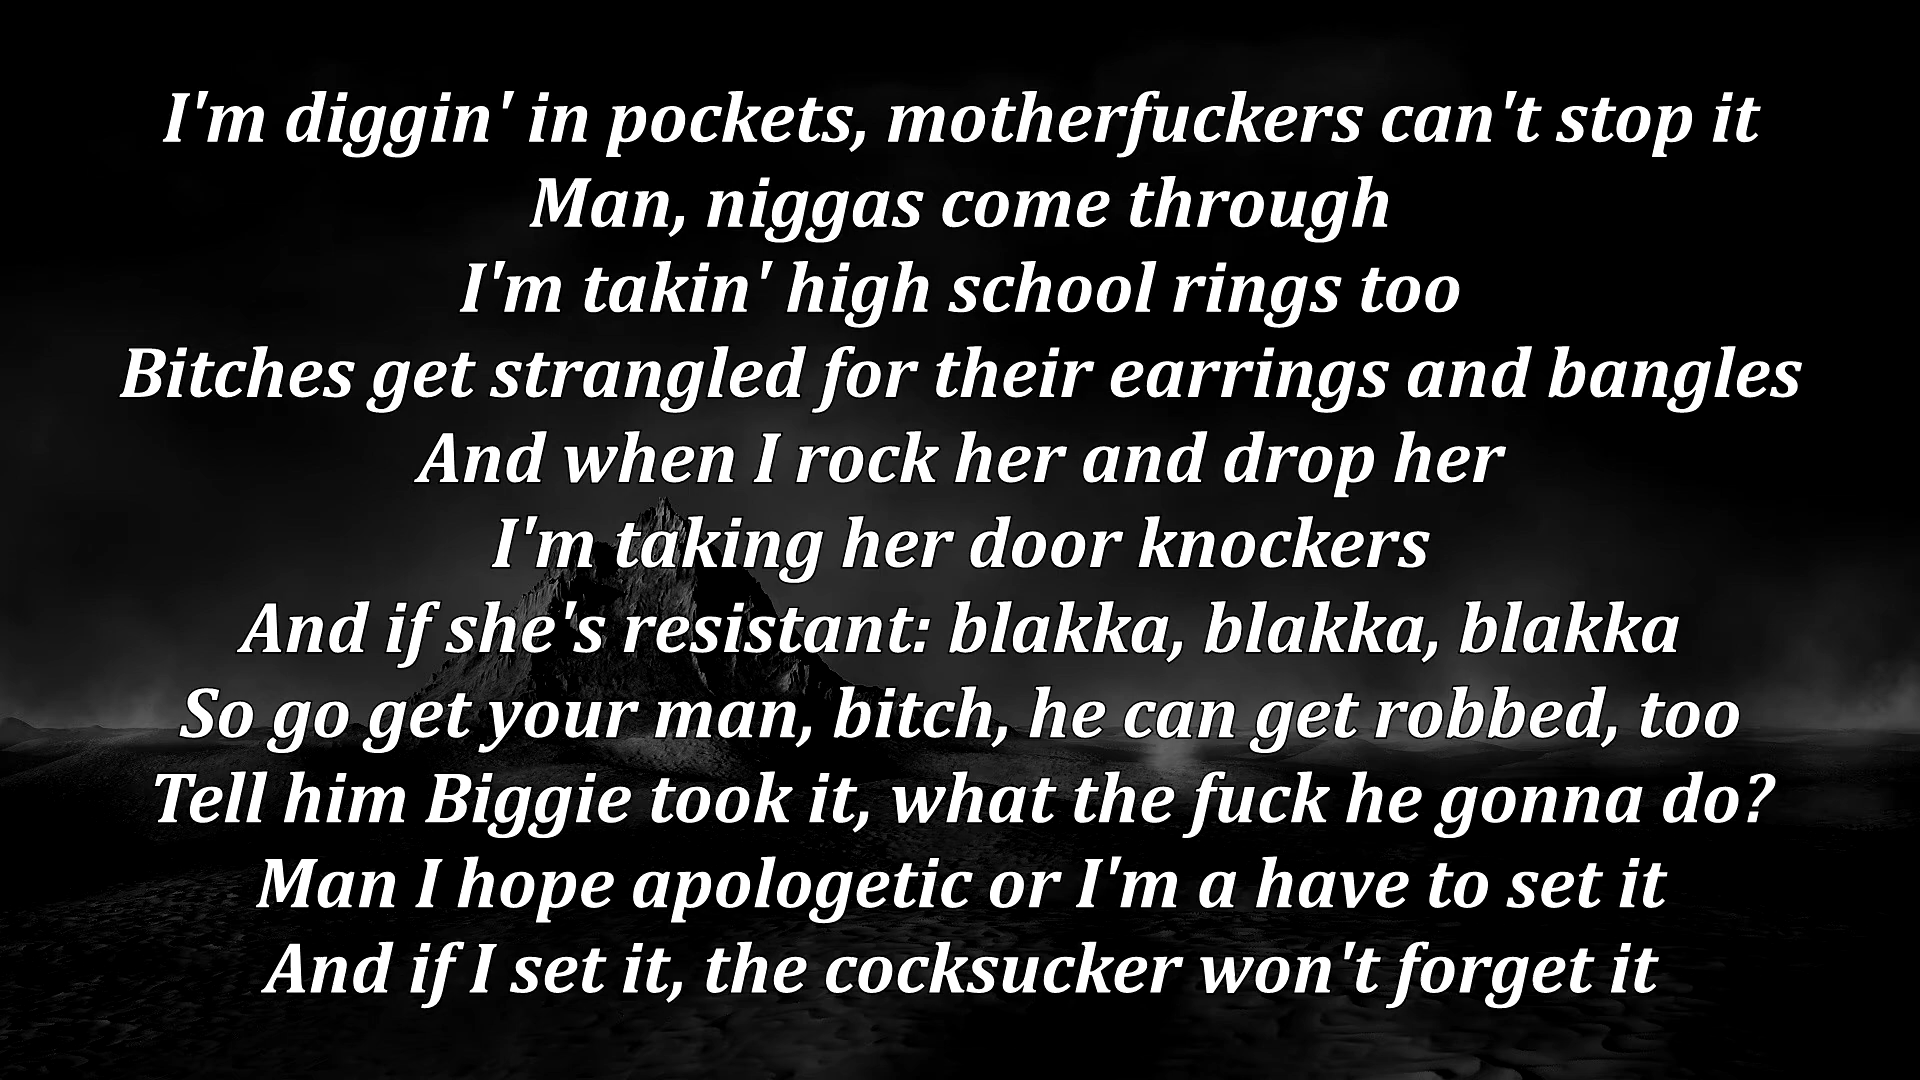 I'm diggin' in pockets, motherfuckers can't stop it
Man, niggas come through
I'm takin' high school rings too
Bitches get strangled for their earrings and bangles
And when I rock her and drop her
I'm taking her door knockers
And if she's resistant: blakka, blakka, blakka
So go get your man, bitch, he can get robbed, too
Tell him Biggie took it, what the fuck he gonna do?
Man I hope apologetic or I'm a have to set it
And if I set it, the cocksucker won't forget it